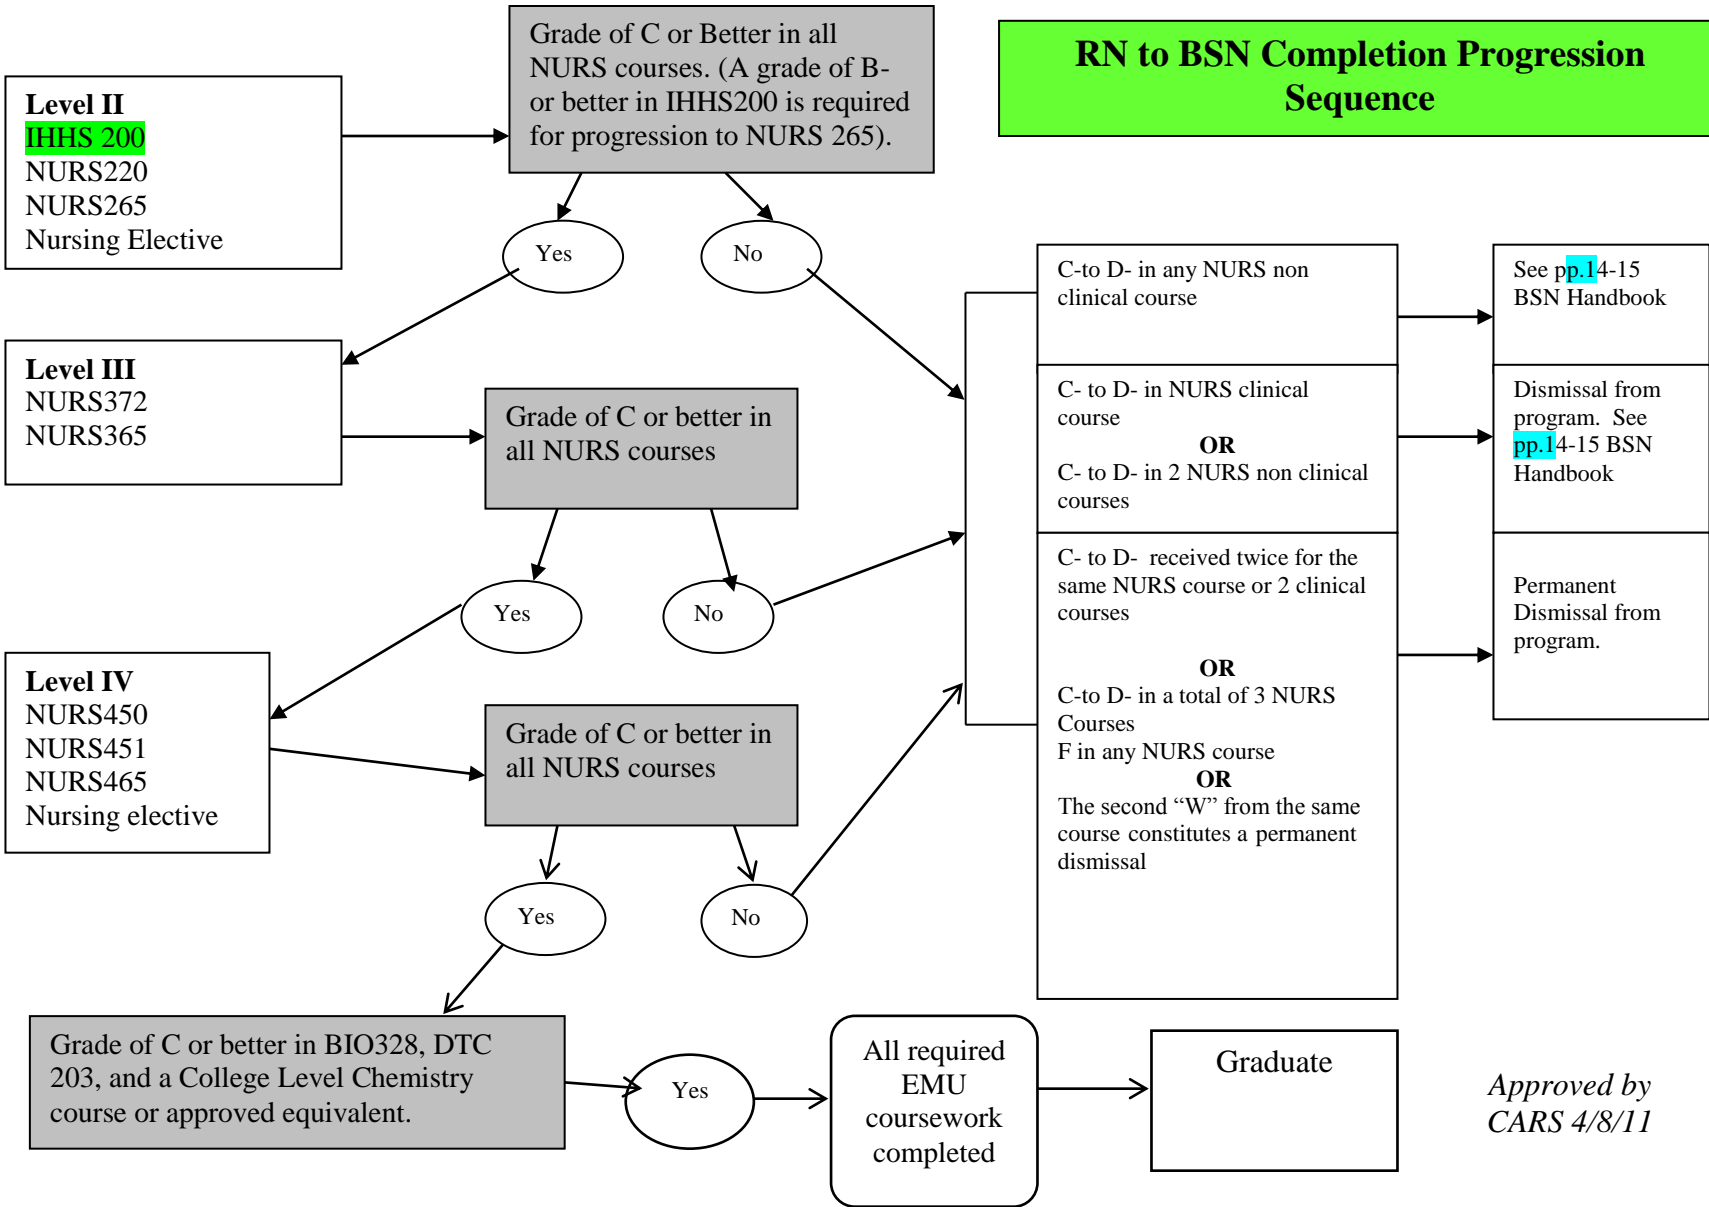 RN to BSN Completion Progression
Sequence
Level II
IHHS 200
NURS220
NURS265
Nursing Elective
Grade of C or Better in all
NURS courses. (A grade of B-
or better in IHHS200 is required
for progression to NURS 265).
Yes
No
Level III
NURS372
NURS365
Grade of C or better in
all NURS courses
Yes
No
Level IV
NURS450
NURS451
NURS465
Nursing elective
Grade of C or better in
all NURS courses
Yes
No
C-to D- in any NURS non
clinical course
See pp.14-15
BSN Handbook
C- to D- in NURS clinical
course
OR
C- to D- in 2 NURS non clinical
courses
Dismissal from
program.  See
pp.14-15 BSN
Handbook
C- to D-  received twice for the
same NURS course or 2 clinical
courses
OR
C-to D- in a total of 3 NURS
Courses
F in any NURS course
OR
The second “W” from the same
course constitutes a permanent
dismissal
Permanent
Dismissal from
program.
Grade of C or better in BIO328, DTC
203, and a College Level Chemistry
course or approved equivalent.
Yes
All required
EMU
coursework
completed
Graduate
Approved by
CARS 4/8/11